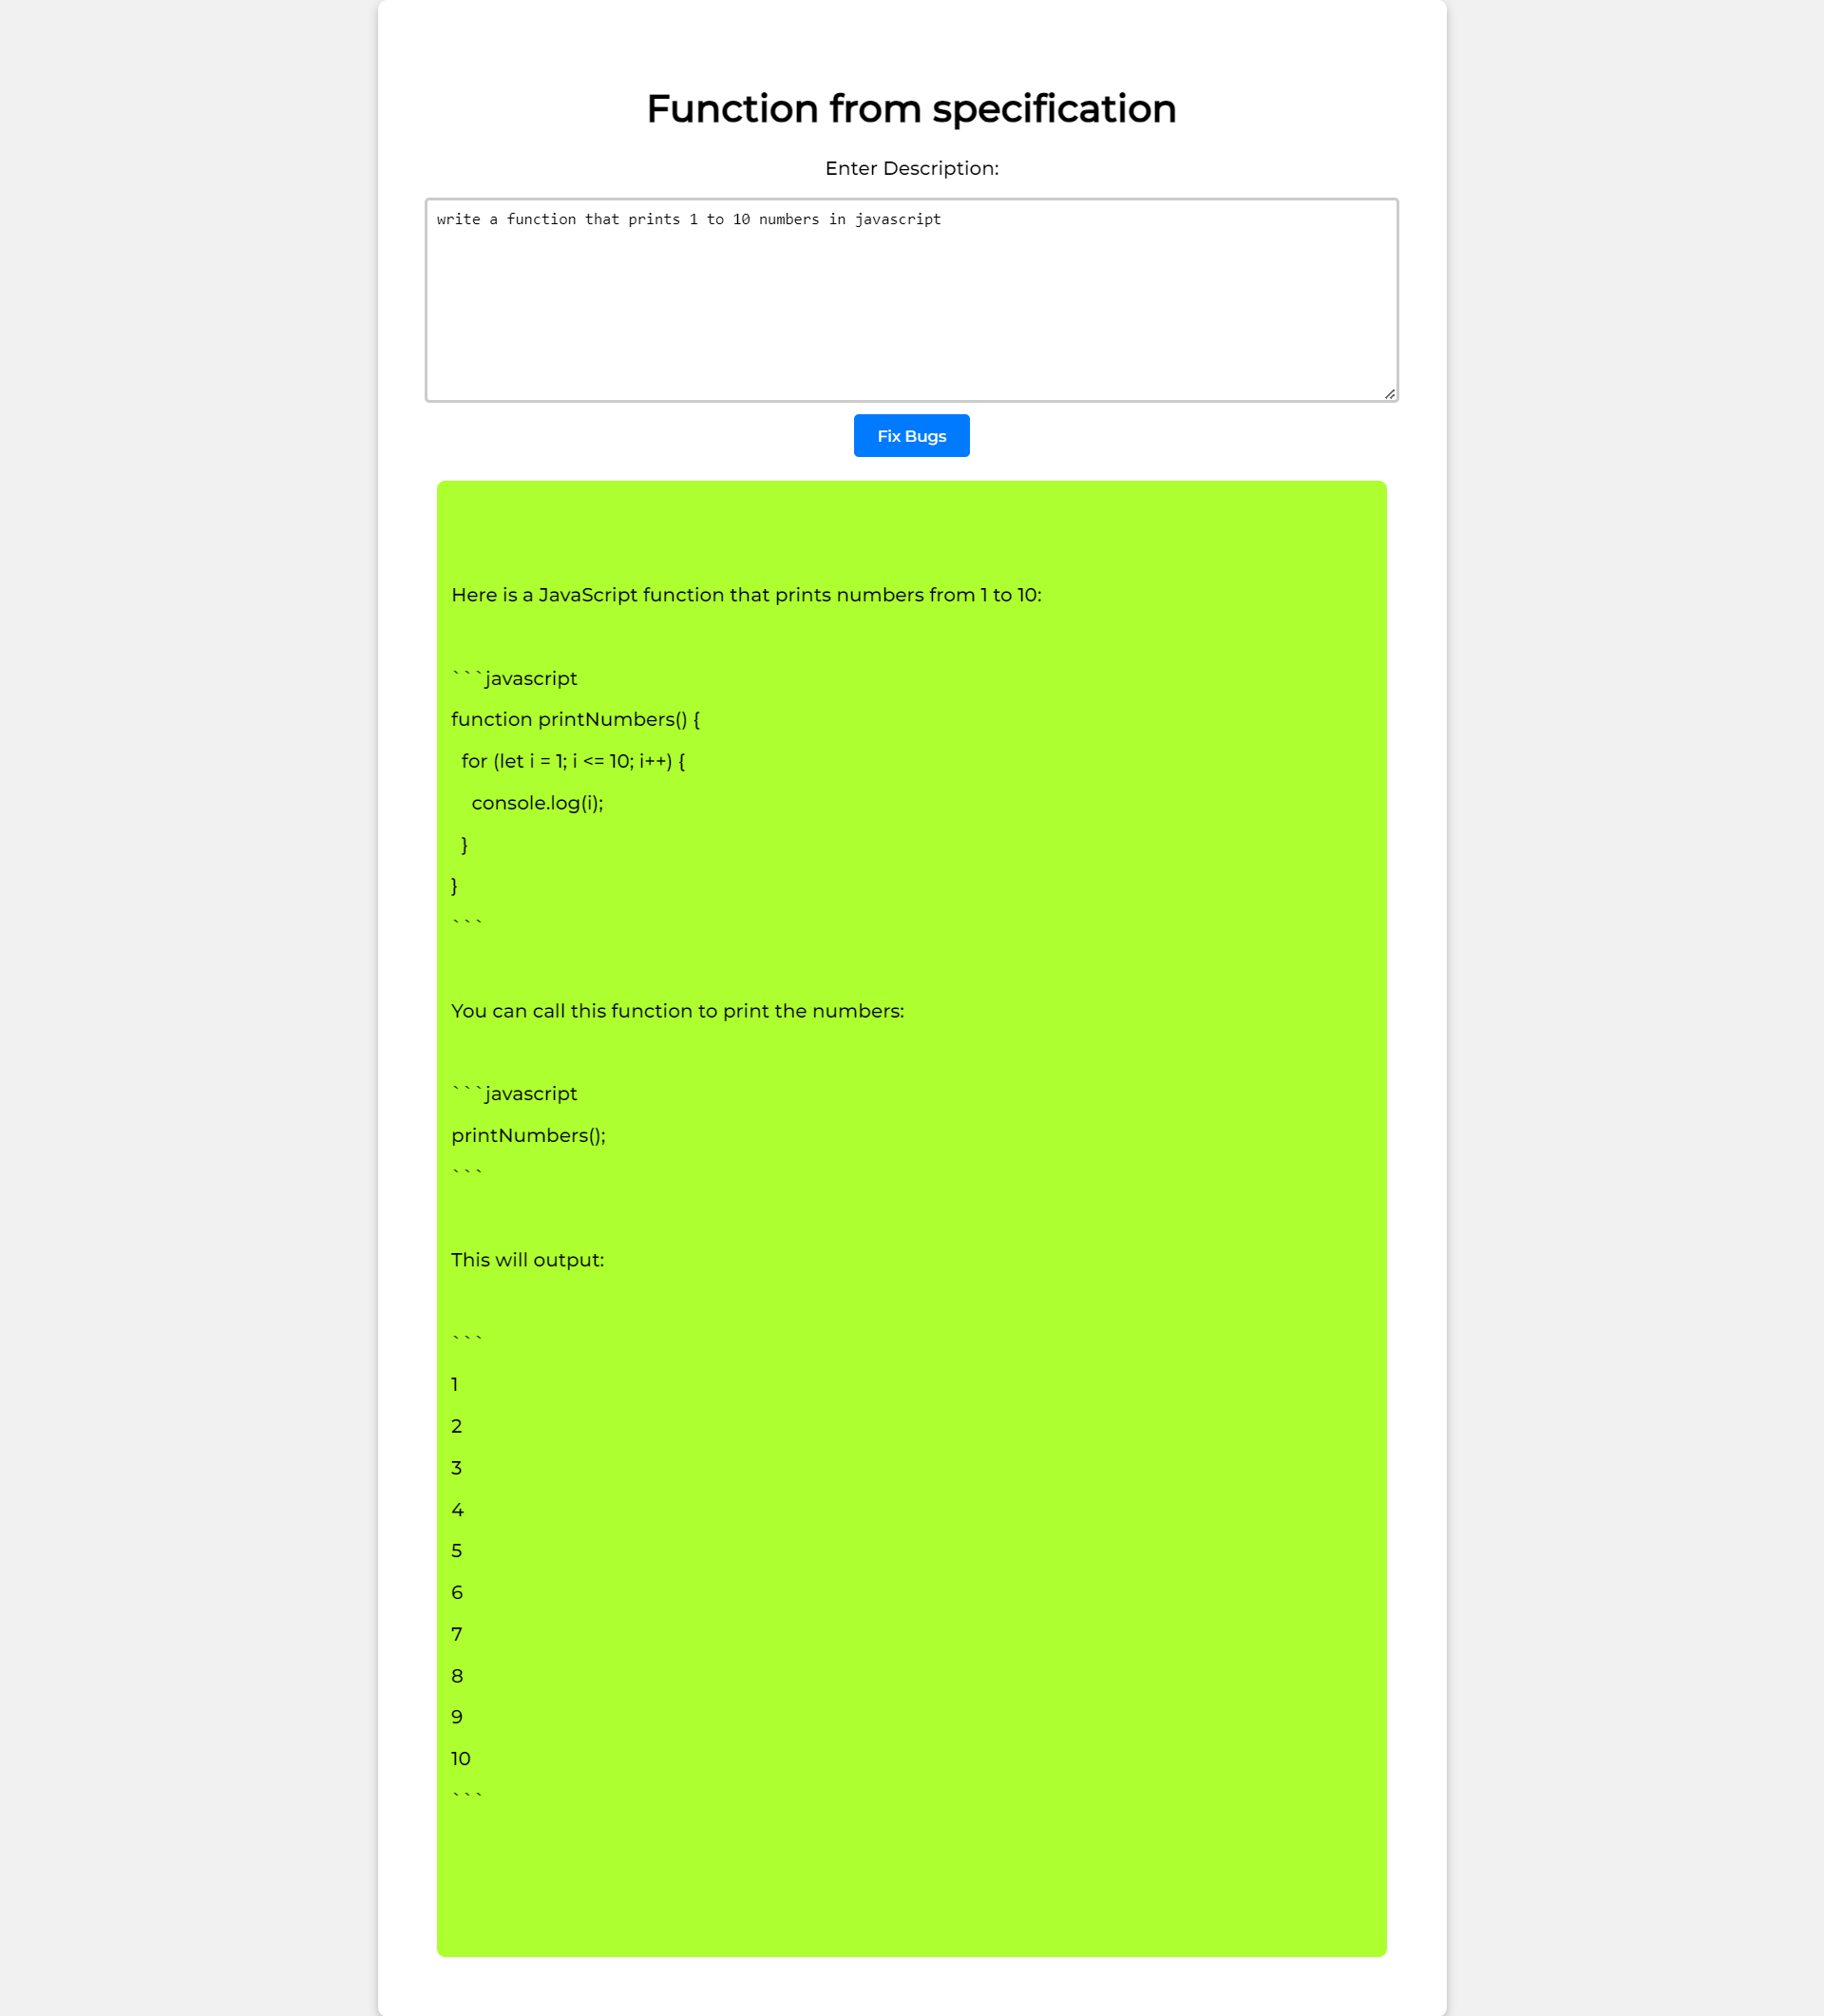 Function from specification
Enter Description:
write a function that prints 1 to 10 numbers in javascript
Fix Bugs
Here is a JavaScript function that prints numbers from 1 to 10:
```javascript
function printNumbers() {
  for (let i = 1; i <= 10; i++) {
    console.log(i);
  }
}
```
You can call this function to print the numbers:
```javascript
printNumbers();
```
This will output:
```
1
2
3
4
5
6
7
8
9
10
```